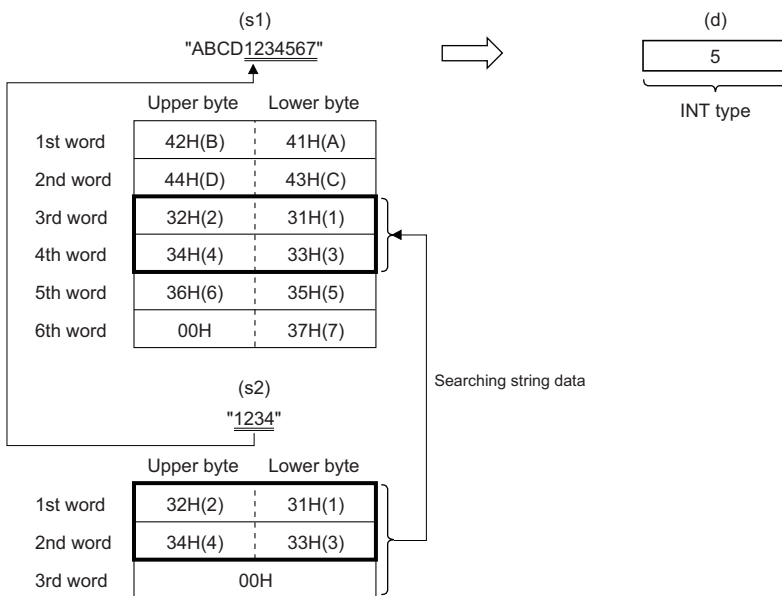 (s1)
(d)
"ABCD1234567"
5
INT type
Upper byte Lower byte
1st word 42H(B) 41H(A)
2nd word 44H(D) 43H(C)
3rd word 32H(2) 31H(1)
4th word 34H(4) 33H(3)
5th word 36H(6) 35H(5)
6th word 00H 37H(7)
Searching string data
(s2)
"1234"
Upper byte Lower byte
1st word 32H(2) 31H(1)
2nd word 34H(4) 33H(3)
3rd word 00H